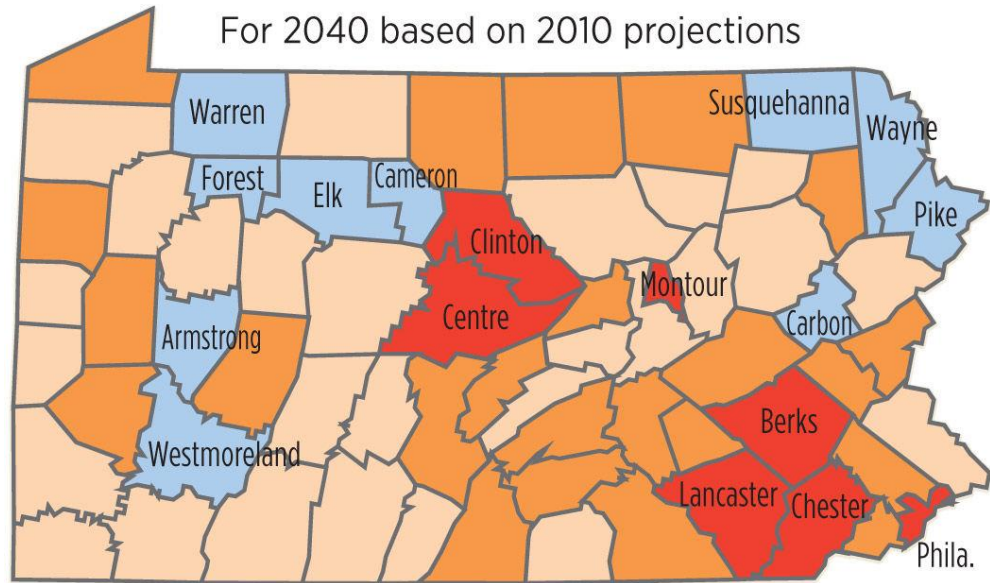 For 2040 based on 2010 projections
Warren
Susquehanna
Wayne
Forest
Elk
Cameron
Pike
Clinton
Montour
Centre
Carbon
Armstrong
Berks
Westmoreland
Lancaster
Chester
Phila.